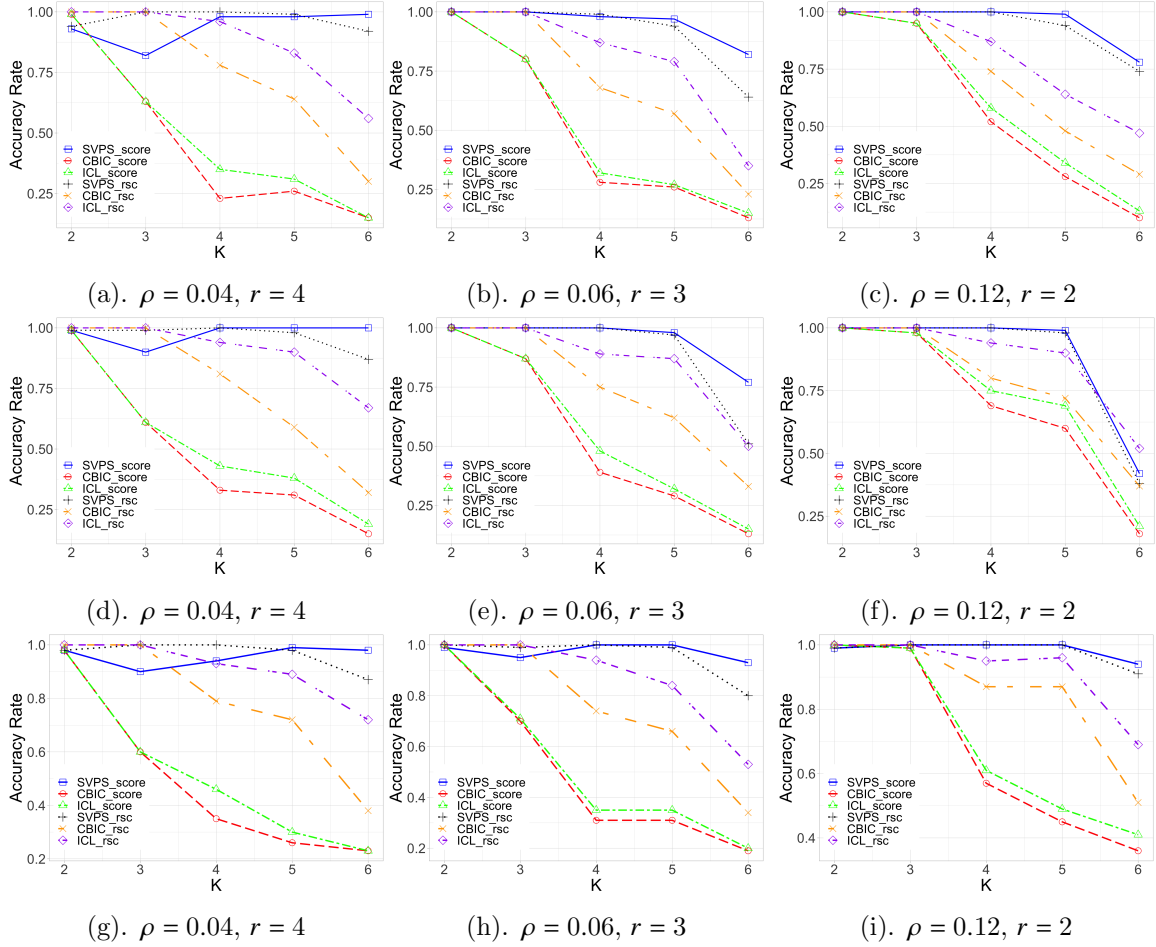 1.00
0.75
0.50
0.25
Accuracy Rate
SVPS_score
CBIC_score
ICL_score
SVPS_rsc
CBIC_rsc
ICL_rsc
2 3 4 5 6
K
(a). ρ = 0.04, r = 4
1.00
0.75
0.50
0.25
Accuracy Rate
SVPS_score
CBIC_score
ICL_score
SVPS_rsc
CBIC_rsc
ICL_rsc
2 3 4 5 6
K
(b). ρ = 0.06, r = 3
1.00
0.75
0.50
0.25
Accuracy Rate
SVPS_score
CBIC_score
ICL_score
SVPS_rsc
CBIC_rsc
ICL_rsc
2 3 4 5 6
K
(c). ρ = 0.12, r = 2
1.00
0.75
0.50
0.25
Accuracy Rate
SVPS_score
CBIC_score
ICL_score
SVPS_rsc
CBIC_rsc
ICL_rsc
2 3 4 5 6
K
(d). ρ = 0.04, r = 4
1.00
0.75
0.50
0.25
Accuracy Rate
SVPS_score
CBIC_score
ICL_score
SVPS_rsc
CBIC_rsc
ICL_rsc
2 3 4 5 6
K
(e). ρ = 0.06, r = 3
1.00
0.75
0.50
0.25
Accuracy Rate
SVPS_score
CBIC_score
ICL_score
SVPS_rsc
CBIC_rsc
ICL_rsc
2 3 4 5 6
K
(f). ρ = 0.12, r = 2
1.0
0.8
0.6
0.4
0.2
Accuracy Rate
SVPS_score
CBIC_score
ICL_score
SVPS_rsc
CBIC_rsc
ICL_rsc
2 3 4 5 6
K
(g). ρ = 0.04, r = 4
1.0
0.8
0.6
0.4
0.2
Accuracy Rate
SVPS_score
CBIC_score
ICL_score
SVPS_rsc
CBIC_rsc
ICL_rsc
2 3 4 5 6
K
(h). ρ = 0.06, r = 3
1.0
0.8
0.6
0.4
Accuracy Rate
SVPS_score
CBIC_score
ICL_score
SVPS_rsc
CBIC_rsc
ICL_rsc
2 3 4 5 6
K
(i). ρ = 0.12, r = 2